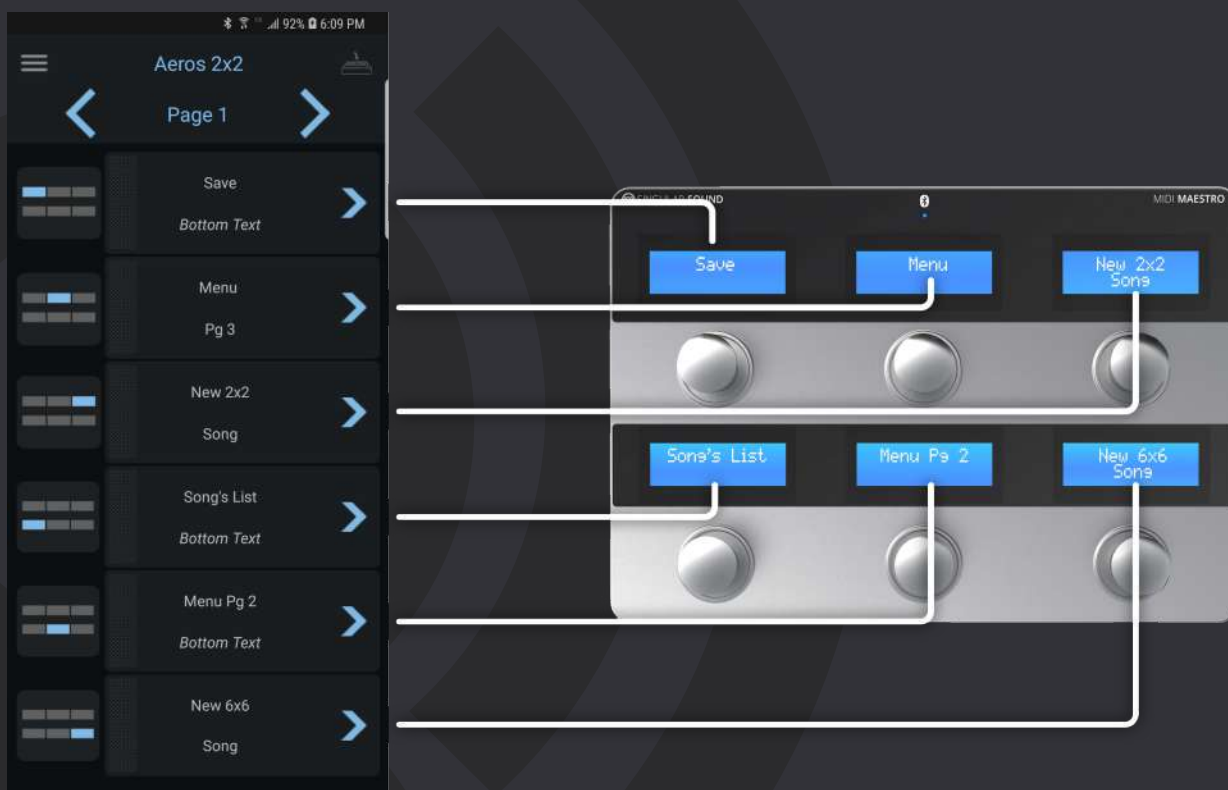 92% 6:09 PM
Aeros 2x2
Page 1
Save
Bottom Text
Menu
Pg 3
New 2x2
Song
Song's List
Bottom Text
Menu Pg 2
Bottom Text
New 6x6
Song
SINGULAR SOUND
MIDI MAESTRO
Save
Menu
New 2x2
Song
Song's List
Menu Pg 2
New 6x6
Song